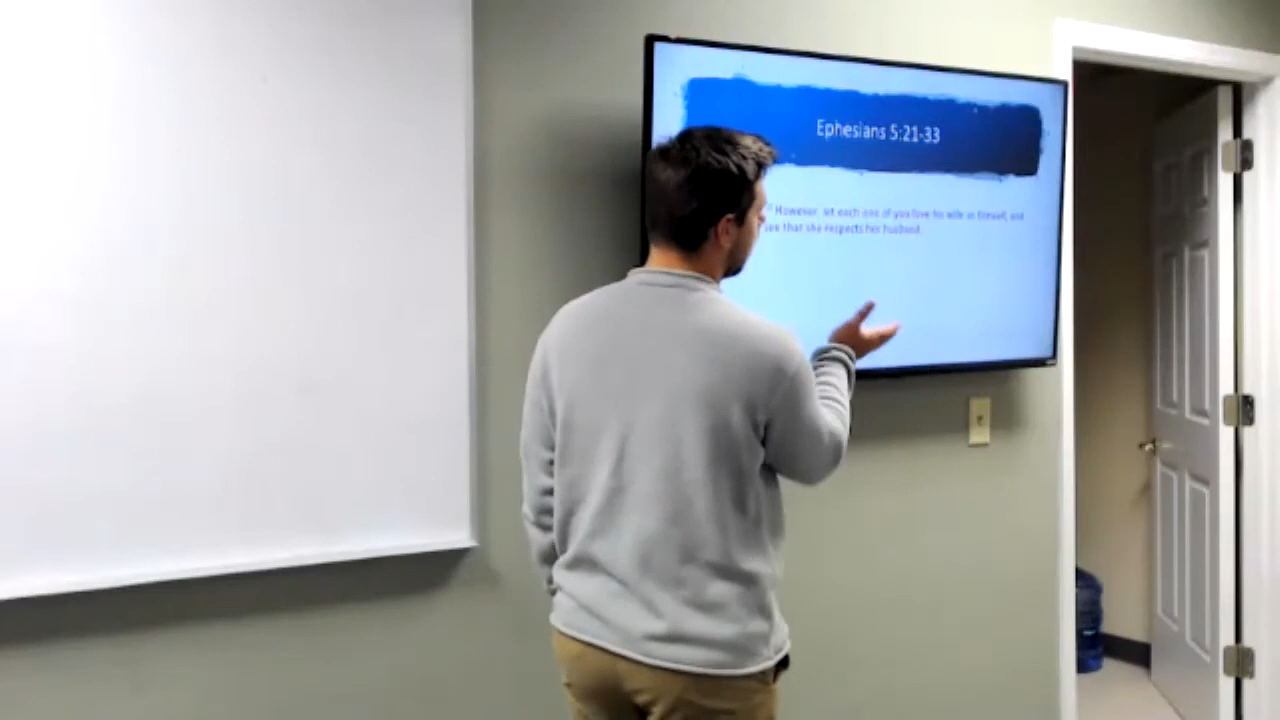 Ephesians 5:21-33
However let each one of you love his wife as himself, and
see that she respects her husband.